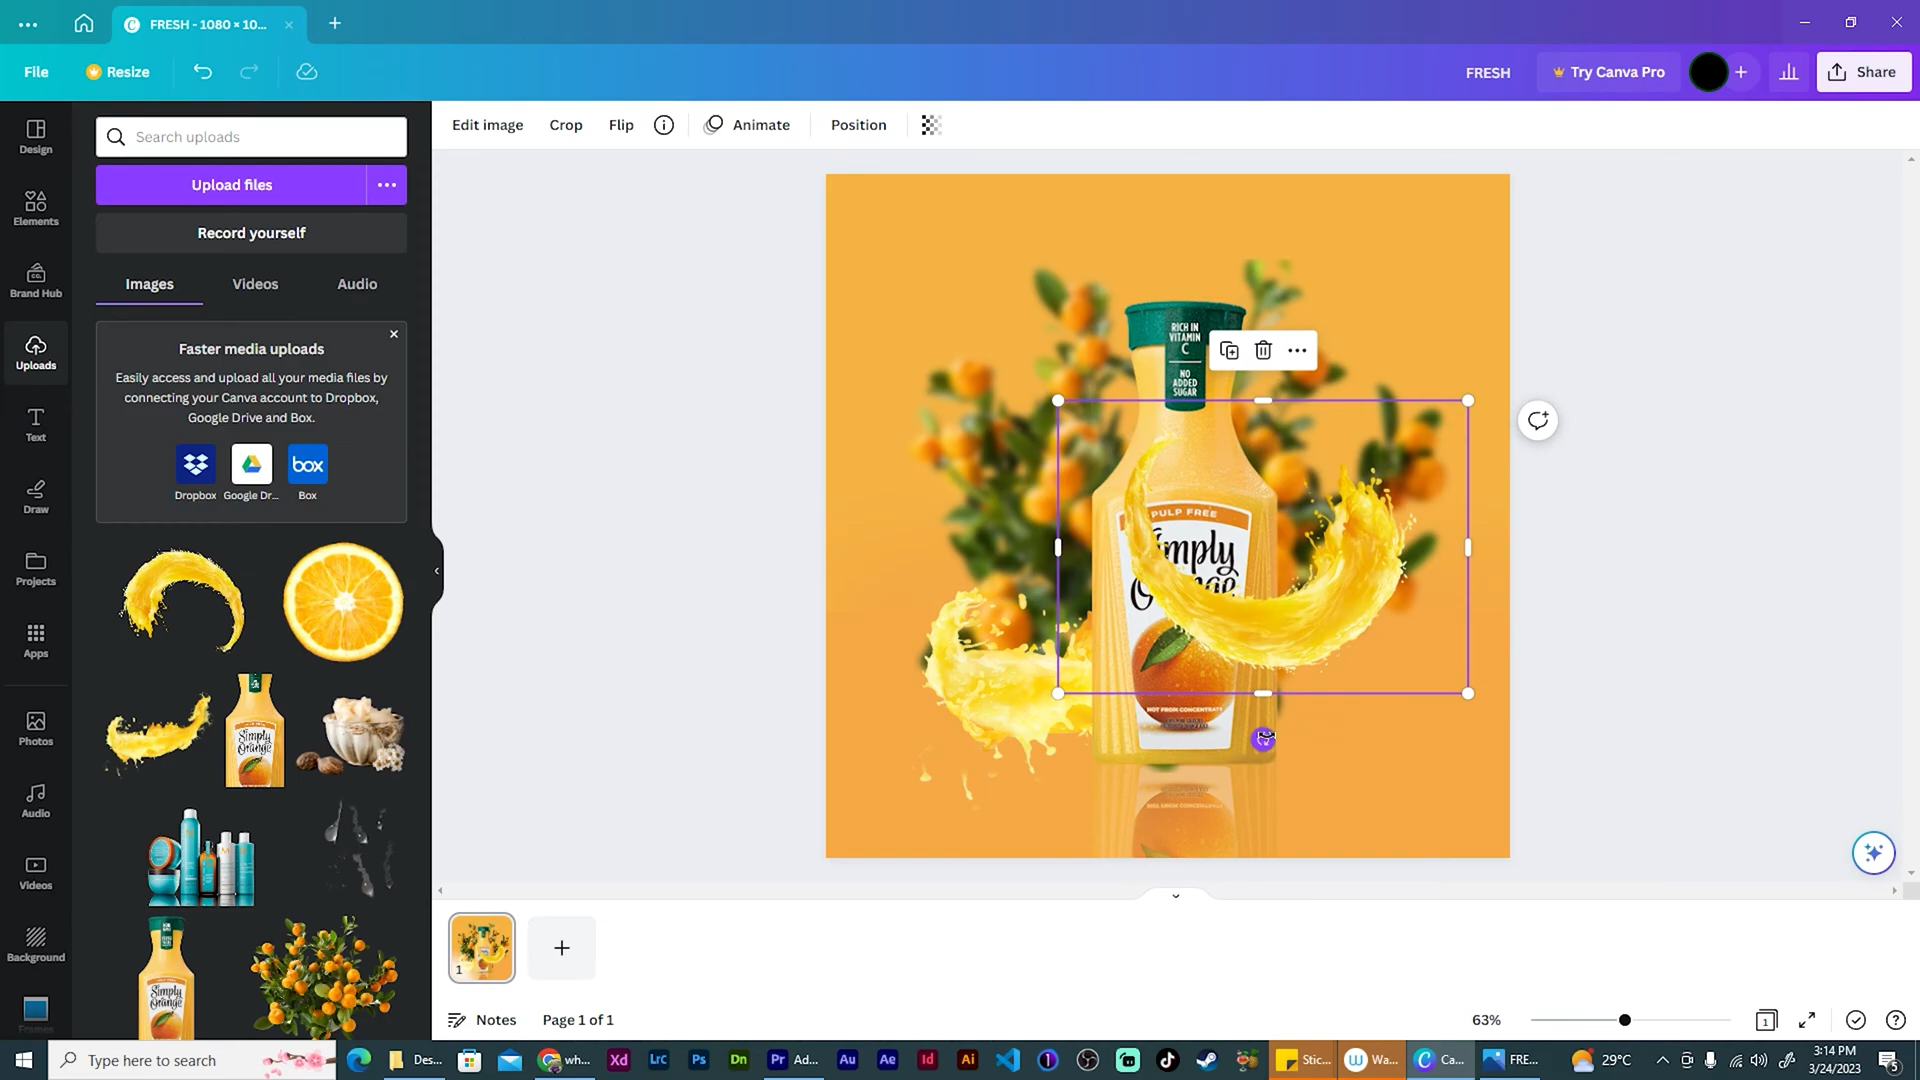 FRESH - 1080 × 10...
File
Resize
FRESH
Try Canva Pro
Share
Design
Elements
Brand Hub
Uploads
Text
Draw
Projects
Apps
Photos
Audio
Videos
Background
Frames
Search uploads
Upload files
Record yourself
Images
Videos
Audio
Faster media uploads
Easily access and upload all your media files by
connecting your Canva account to Dropbox,
Google Drive and Box.
box
Dropbox
Google Dr...
Box
Simply
Orange
Simply
Orange
Edit image
Crop
Flip
Animate
Position
RICH IN
VITAMIN
C
NO
ADDED
SUGAR
PULP FREE
Simply
NOT FROM CONCENTRATE
1
Notes
Page 1 of 1
63%
1
Type here to search
Des...
wh...
Xd
Lrc
Ps
Dn
Pr
Ad...
Au
Ae
Id
Ai
Stic...
Wa...
Ca...
FRE...
29°C
3:14 PM
3/24/2023
5